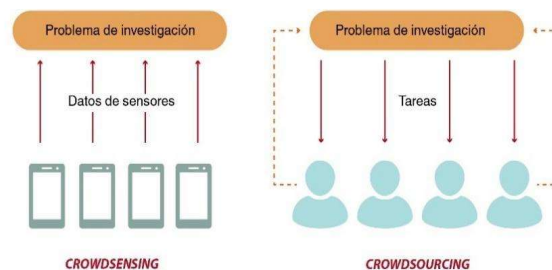 Problema de investigación
Datos de sensores
CROWDSENSING
Problema de investigación
Tareas
CROWDSOURCING